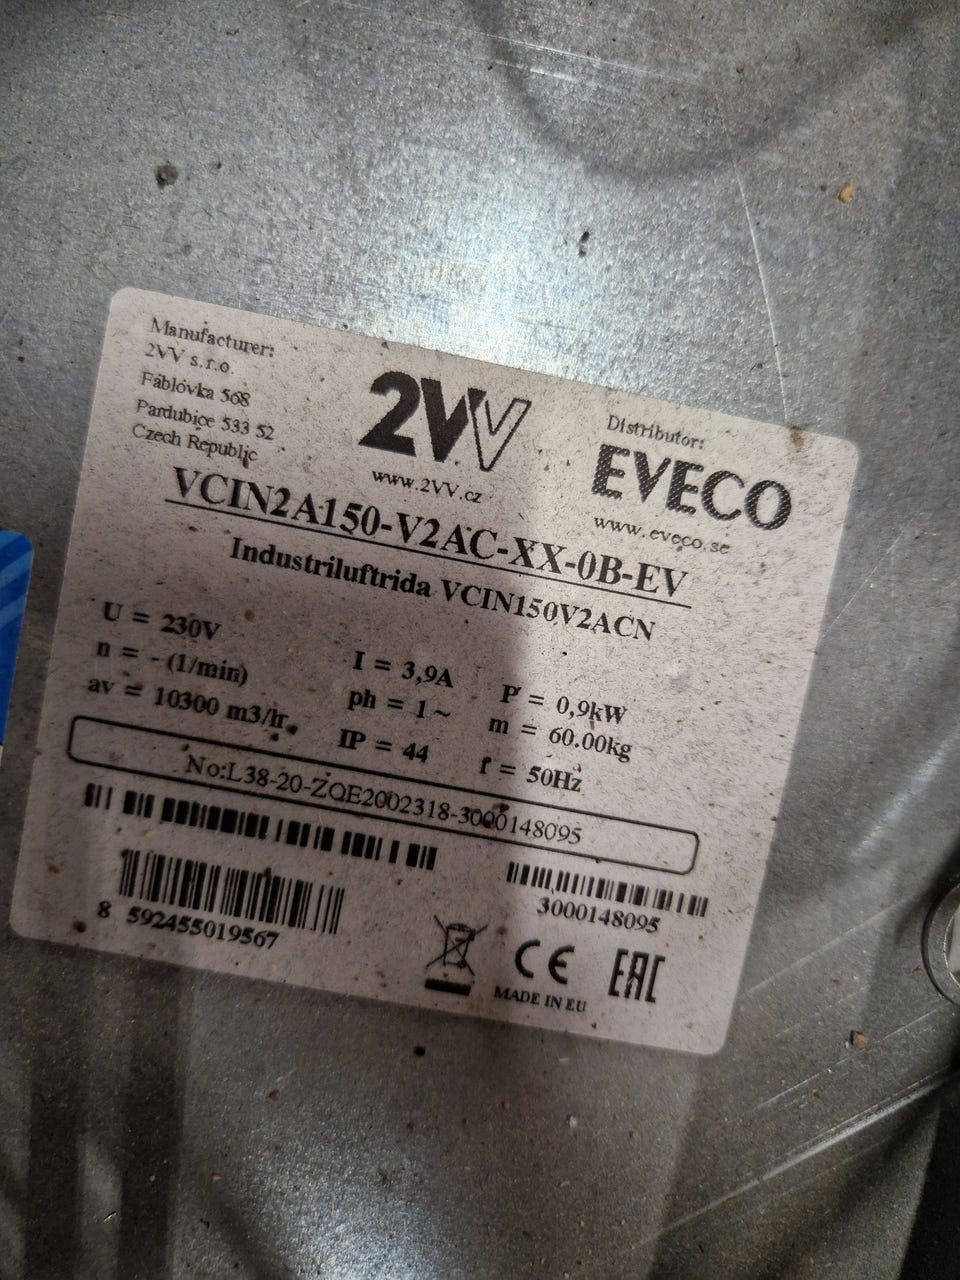 Manufacturer:
2VV s.r.o.
Fáblovka 568
Pardubice 533 52
Czech Republic
2VV
www.2VV.cz
Distributor:
EVECO
www.eveco.se
VCIN2A150-V2AC-XX-0B-EV
Industriluftrida VCIN150V2ACN
U = 230V I = 3,9A P = 0,9kW
n = - (1/min) ph = 1~ m = 60.00kg
av = 10300 m3/hr. IP = 44 f = 50Hz
No:L38-20-ZQE2002318-3000148095
3000148095
8 592455019567
CE
EAC
MADE IN EU